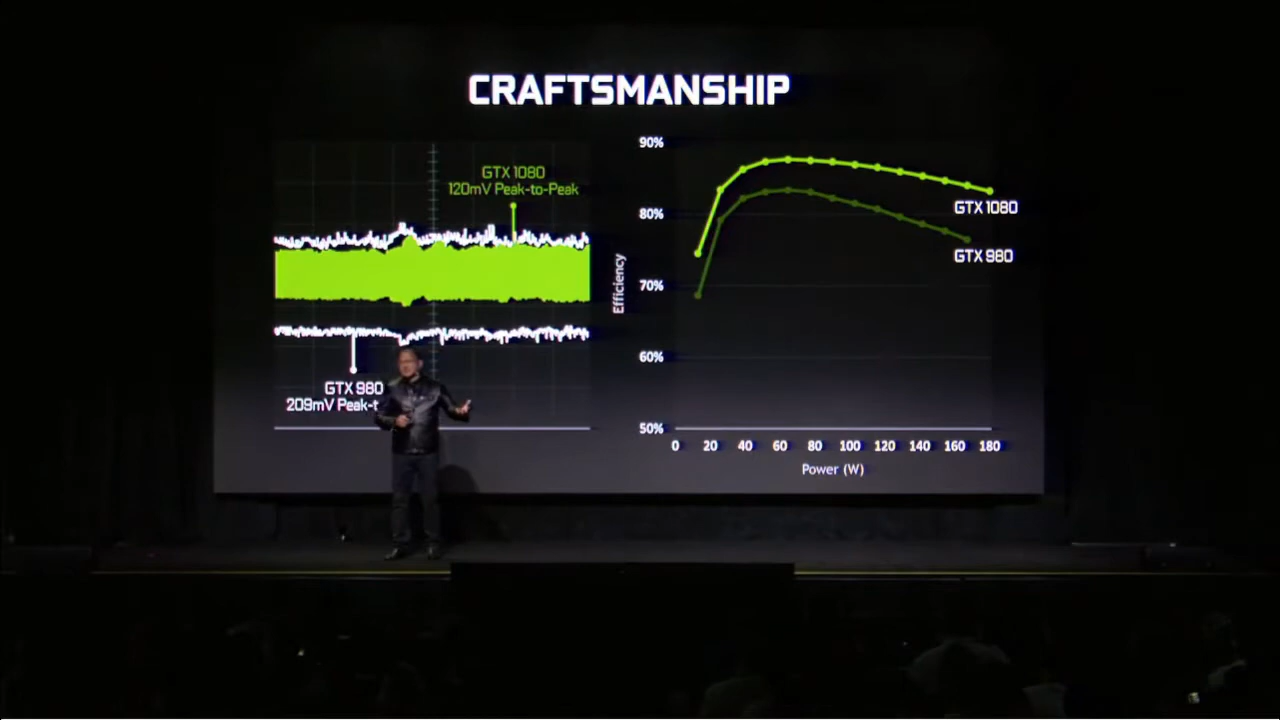 CRAFTSMANSHIP
GTX 1080
120mV Peak-to-Peak
GTX 980
209mV Peak-t
Efficiency
90%
80%
70%
60%
50%
0 20 40 60 80 100 120 140 160 180
Power (W)
GTX 1080
GTX 980